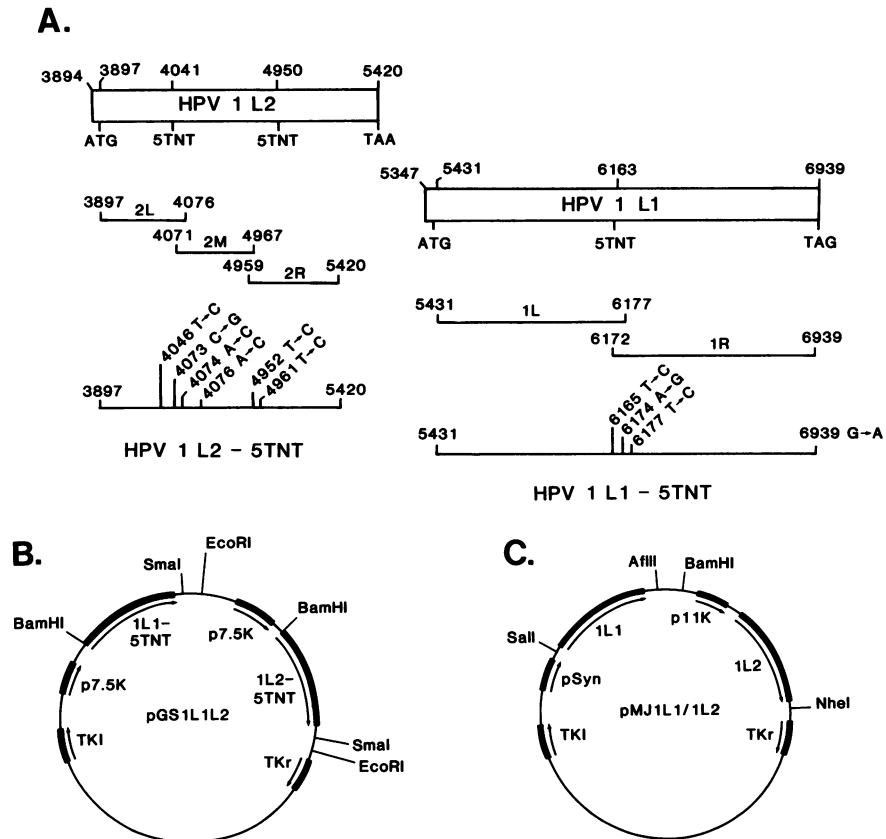 A.
3894 3897 4041 4950 5420
HPV 1 L2
ATG 5TNT 5TNT TAA
3897 4076
2L
4071 4967
2M
4959 5420
2R
4046 T→C
4073 C→G
4074 A→C
4076 A→C
4952 T→C
4961 T→C
3897 5420
HPV 1 L2 – 5TNT
5347 5431 6163 6939
HPV 1 L1
ATG 5TNT TAG
5431 6177
1L
6172 6939
1R
6165 T→C
6174 A→G
6177 T→C
5431 6939 G→A
HPV 1 L1 – 5TNT
B.
EcoRI
SmaI
BamHI
BamHI
1L1–
5TNT
p7.5K
p7.5K
1L2–
5TNT
pGS1L1L2
TKl
TKr
SmaI
EcoRI
C.
AflII
BamHI
SalI
1L1
p11K
pSyn
1L2
pMJ1L1/1L2
NheI
TKl
TKr